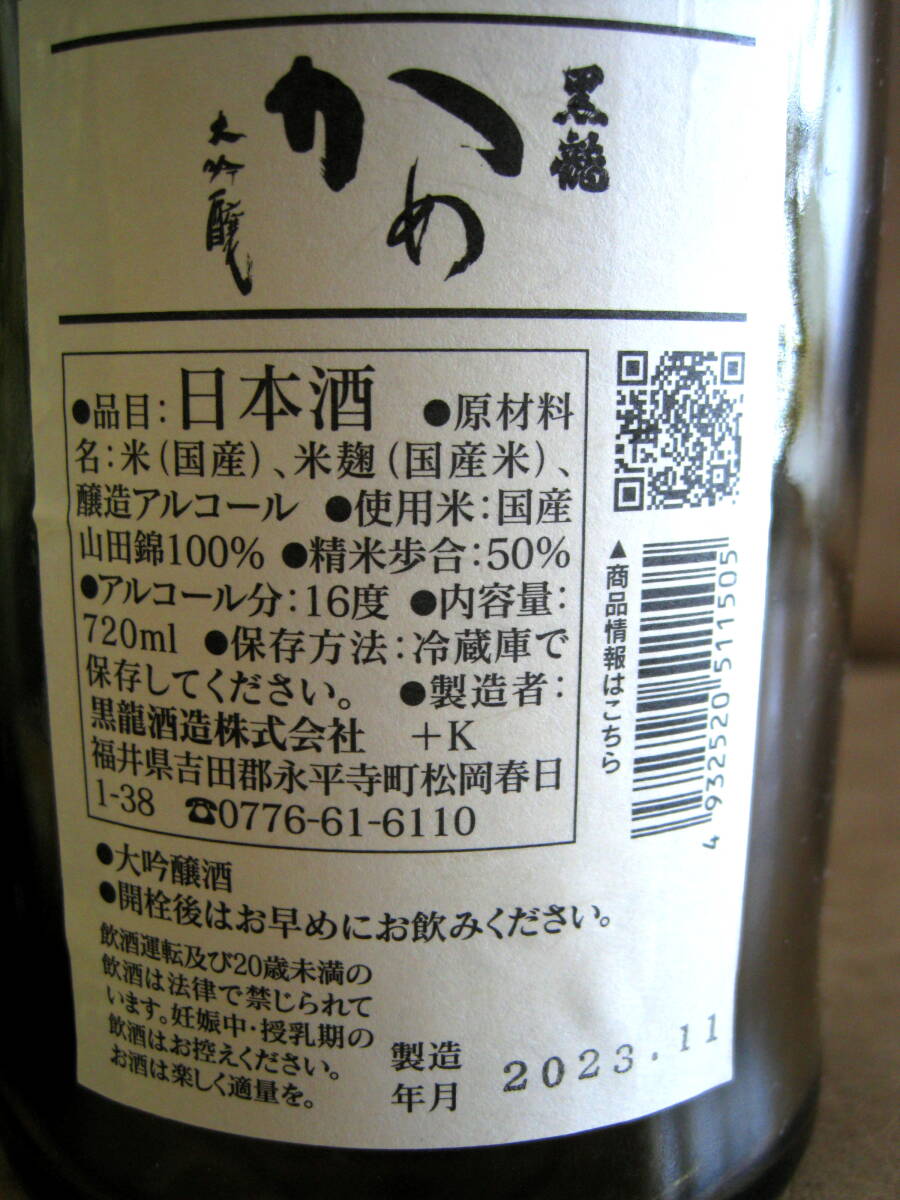 黒龍
かめ
大吟醸
●品目：日本酒 ●原材料
名：米（国産）、米麹（国産米）、
醸造アルコール ●使用米：国産
山田錦100% ●精米歩合：50%
●アルコール分：16度 ●内容量：
720ml ●保存方法：冷蔵庫で
保存してください。 ●製造者：
黒龍酒造株式会社 +K
福井県吉田郡永平寺町松岡春日
1-38 ☎0776-61-6110
▲商品情報はこちら
4932520511505
●大吟醸酒
●開栓後はお早めにお飲みください。
飲酒運転及び20歳未満の
飲酒は法律で禁じられて
います。妊娠中・授乳期の
飲酒はお控えください。
お酒は楽しく適量を。
製造
年月
2023.11